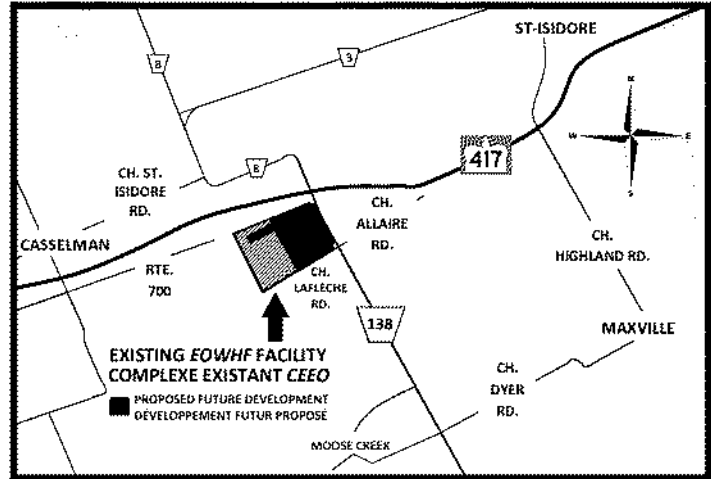 ST-ISIDORE
8
3
N
W
E
S
417
8
CH. ST.
ISIDORE
RD.
CH.
ALLAIRE
RD.
CASSELMAN
CH.
HIGHLAND RD.
RTE.
700
CH.
LAFLÈCHE
RD.
138
MAXVILLE
EXISTING EOWHF FACILITY
COMPLEXE EXISTANT CEEO
PROPOSED FUTURE DEVELOPMENT
DÉVELOPPEMENT FUTUR PROPOSÉ
CH.
DYER
RD.
MOOSE CREEK